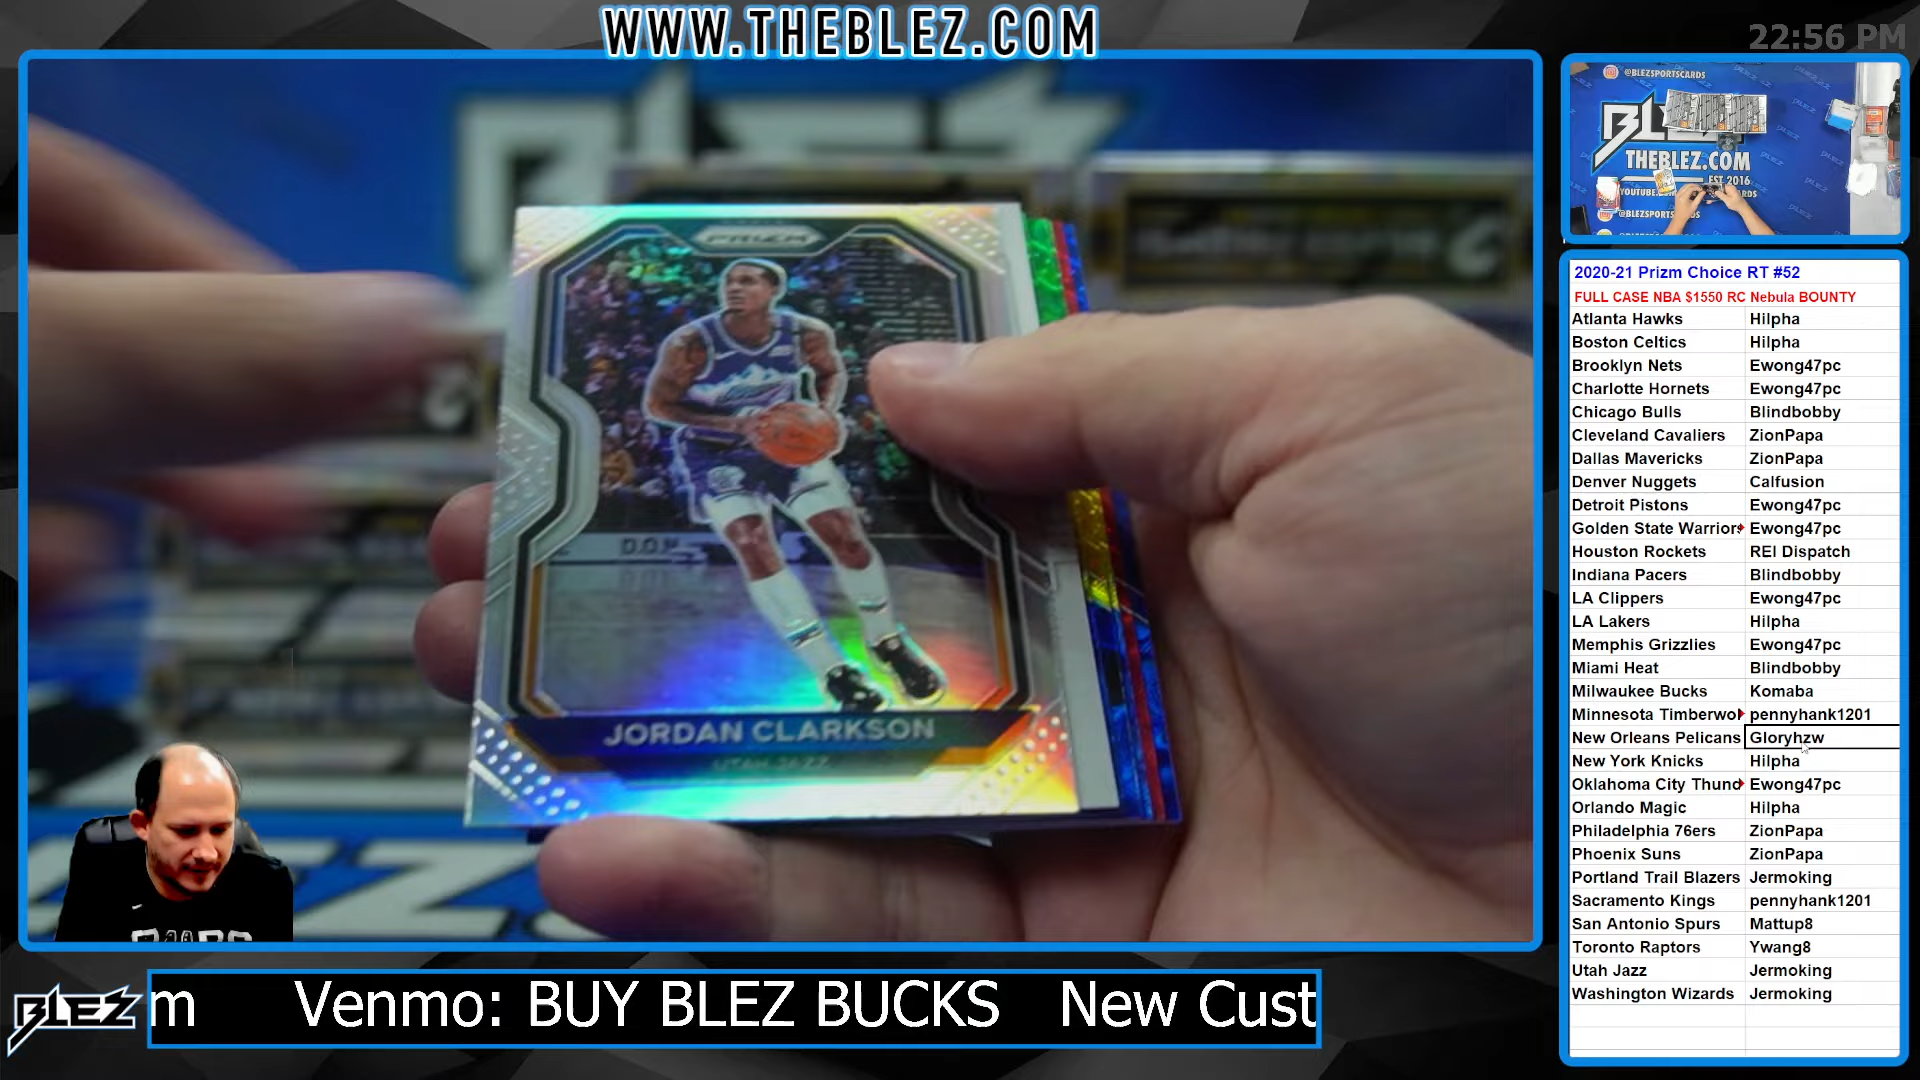 WWW.THEBLEZ.COM
22:56 PM
@BLEZSPORTSCARDS
THEBLEZ.COM
EST 2016
PRIZM
JORDAN CLARKSON
UTAH JAZZ
2020-21 Prizm Choice RT #52
FULL CASE NBA $1550 RC Nebula BOUNTY
Atlanta Hawks Hilpha
Boston Celtics Hilpha
Brooklyn Nets Ewong47pc
Charlotte Hornets Ewong47pc
Chicago Bulls Blindbobby
Cleveland Cavaliers ZionPapa
Dallas Mavericks ZionPapa
Denver Nuggets Calfusion
Detroit Pistons Ewong47pc
Golden State Warriors Ewong47pc
Houston Rockets REI Dispatch
Indiana Pacers Blindbobby
LA Clippers Ewong47pc
LA Lakers Hilpha
Memphis Grizzlies Ewong47pc
Miami Heat Blindbobby
Milwaukee Bucks Komaba
Minnesota Timberwol pennyhank1201
New Orleans Pelicans Gloryhzw
New York Knicks Hilpha
Oklahoma City Thund Ewong47pc
Orlando Magic Hilpha
Philadelphia 76ers ZionPapa
Phoenix Suns ZionPapa
Portland Trail Blazers Jermoking
Sacramento Kings pennyhank1201
San Antonio Spurs Mattup8
Toronto Raptors Ywang8
Utah Jazz Jermoking
Washington Wizards Jermoking
BLEZ
m Venmo: BUY BLEZ BUCKS New Cust